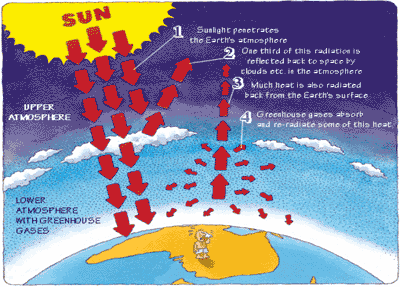 SUN
1 Sunlight penetrates
the Earth's atmosphere
2 One third of this radiation is
reflected back to space by
clouds etc. in the atmosphere
3 Much heat is also radiated
back from the Earth's surface
4 Greenhouse gases absorb
and re-radiate some of this heat
UPPER
ATMOSPHERE
LOWER
ATMOSPHERE
WITH GREENHOUSE
GASES